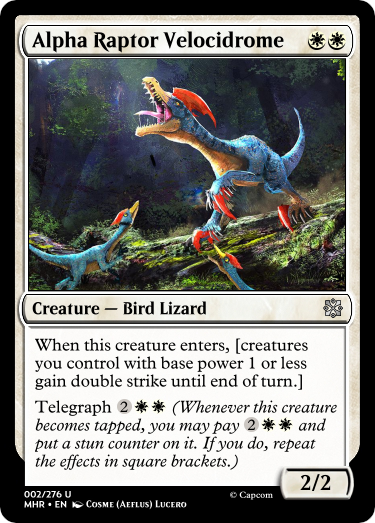 Alpha Raptor Velocidrome
Creature — Bird Lizard
When this creature enters, [creatures
you control with base power 1 or less
gain double strike until end of turn.]
Telegraph 2 (Whenever this creature
becomes tapped, you may pay 2 and
put a stun counter on it. If you do, repeat
the effects in square brackets.)
2/2
002/276 U
MHR • EN Cosme (Aeflus) Lucero
© Capcom